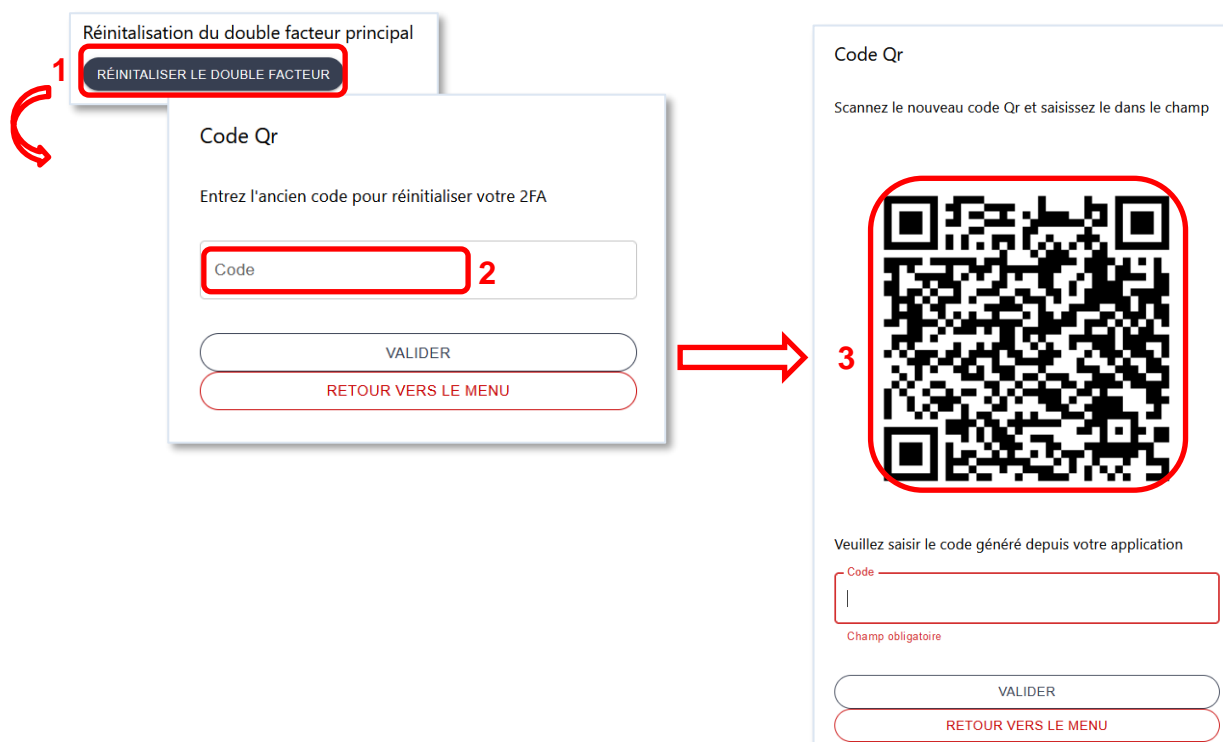 Réinitalisation du double facteur principal
1
RÉINITALISER LE DOUBLE FACTEUR
Code Qr
Entrez l'ancien code pour réinitialiser votre 2FA
Code
2
VALIDER
RETOUR VERS LE MENU
Code Qr
Scannez le nouveau code Qr et saisissez le dans le champ
3
Veuillez saisir le code généré depuis votre application
Code
Champ obligatoire
VALIDER
RETOUR VERS LE MENU